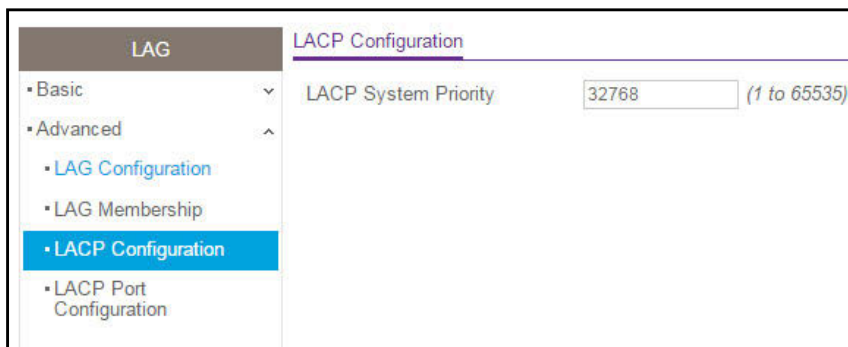 LAG
Basic
Advanced
LAG Configuration
LAG Membership
LACP Configuration
LACP Port
Configuration
LACP Configuration
LACP System Priority 32768 (1 to 65535)